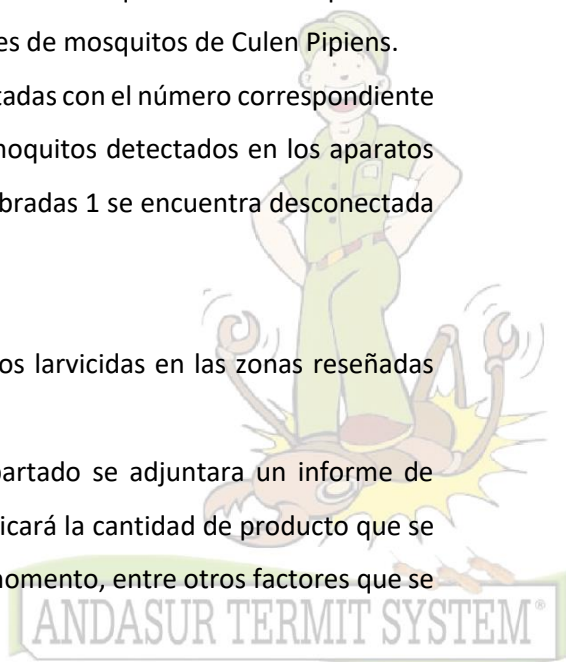 es de mosquitos de Culen Pipiens.
tadas con el número correspondiente
noquitos detectados en los aparatos
bradas 1 se encuentra desconectada
os larvicidas en las zonas reseñadas
partado se adjuntara un informe de
icará la cantidad de producto que se
nomento, entre otros factores que se
ANDASUR TERMIT SYSTEM®